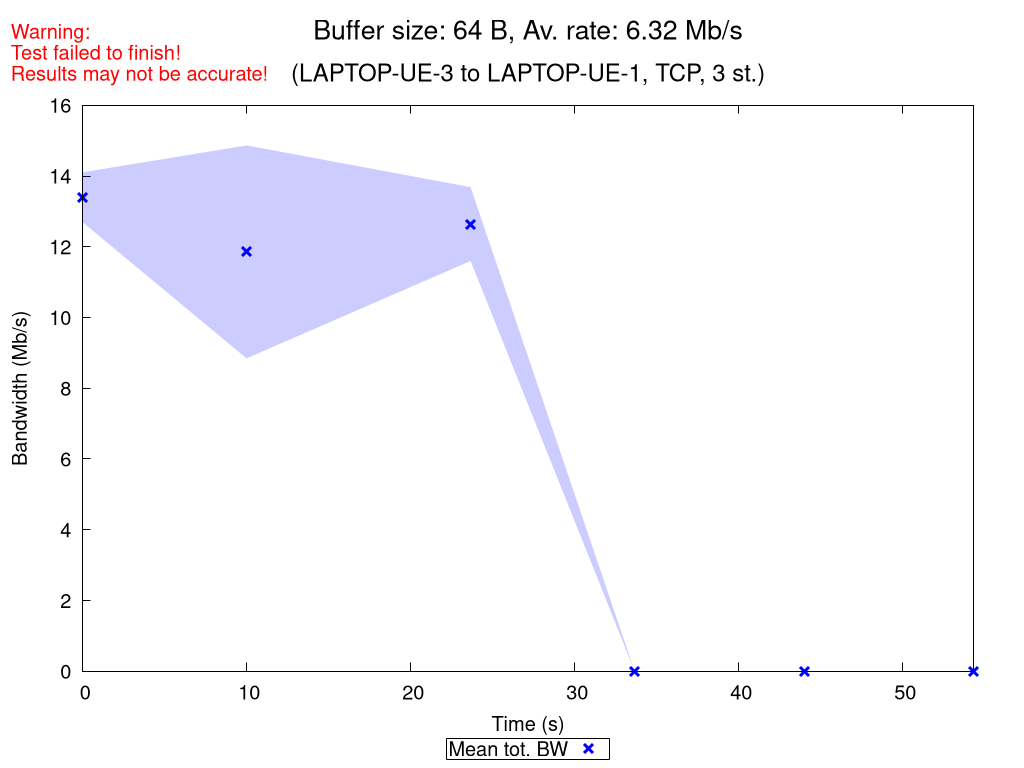 Warning:
Test failed to finish!
Results may not be accurate!
Buffer size: 64 B, Av. rate: 6.32 Mb/s
(LAPTOP-UE-3 to LAPTOP-UE-1, TCP, 3 st.)
16
14
12
10
8
6
4
2
0
Bandwidth (Mb/s)
0 10 20 30 40 50
Time (s)
Mean tot. BW